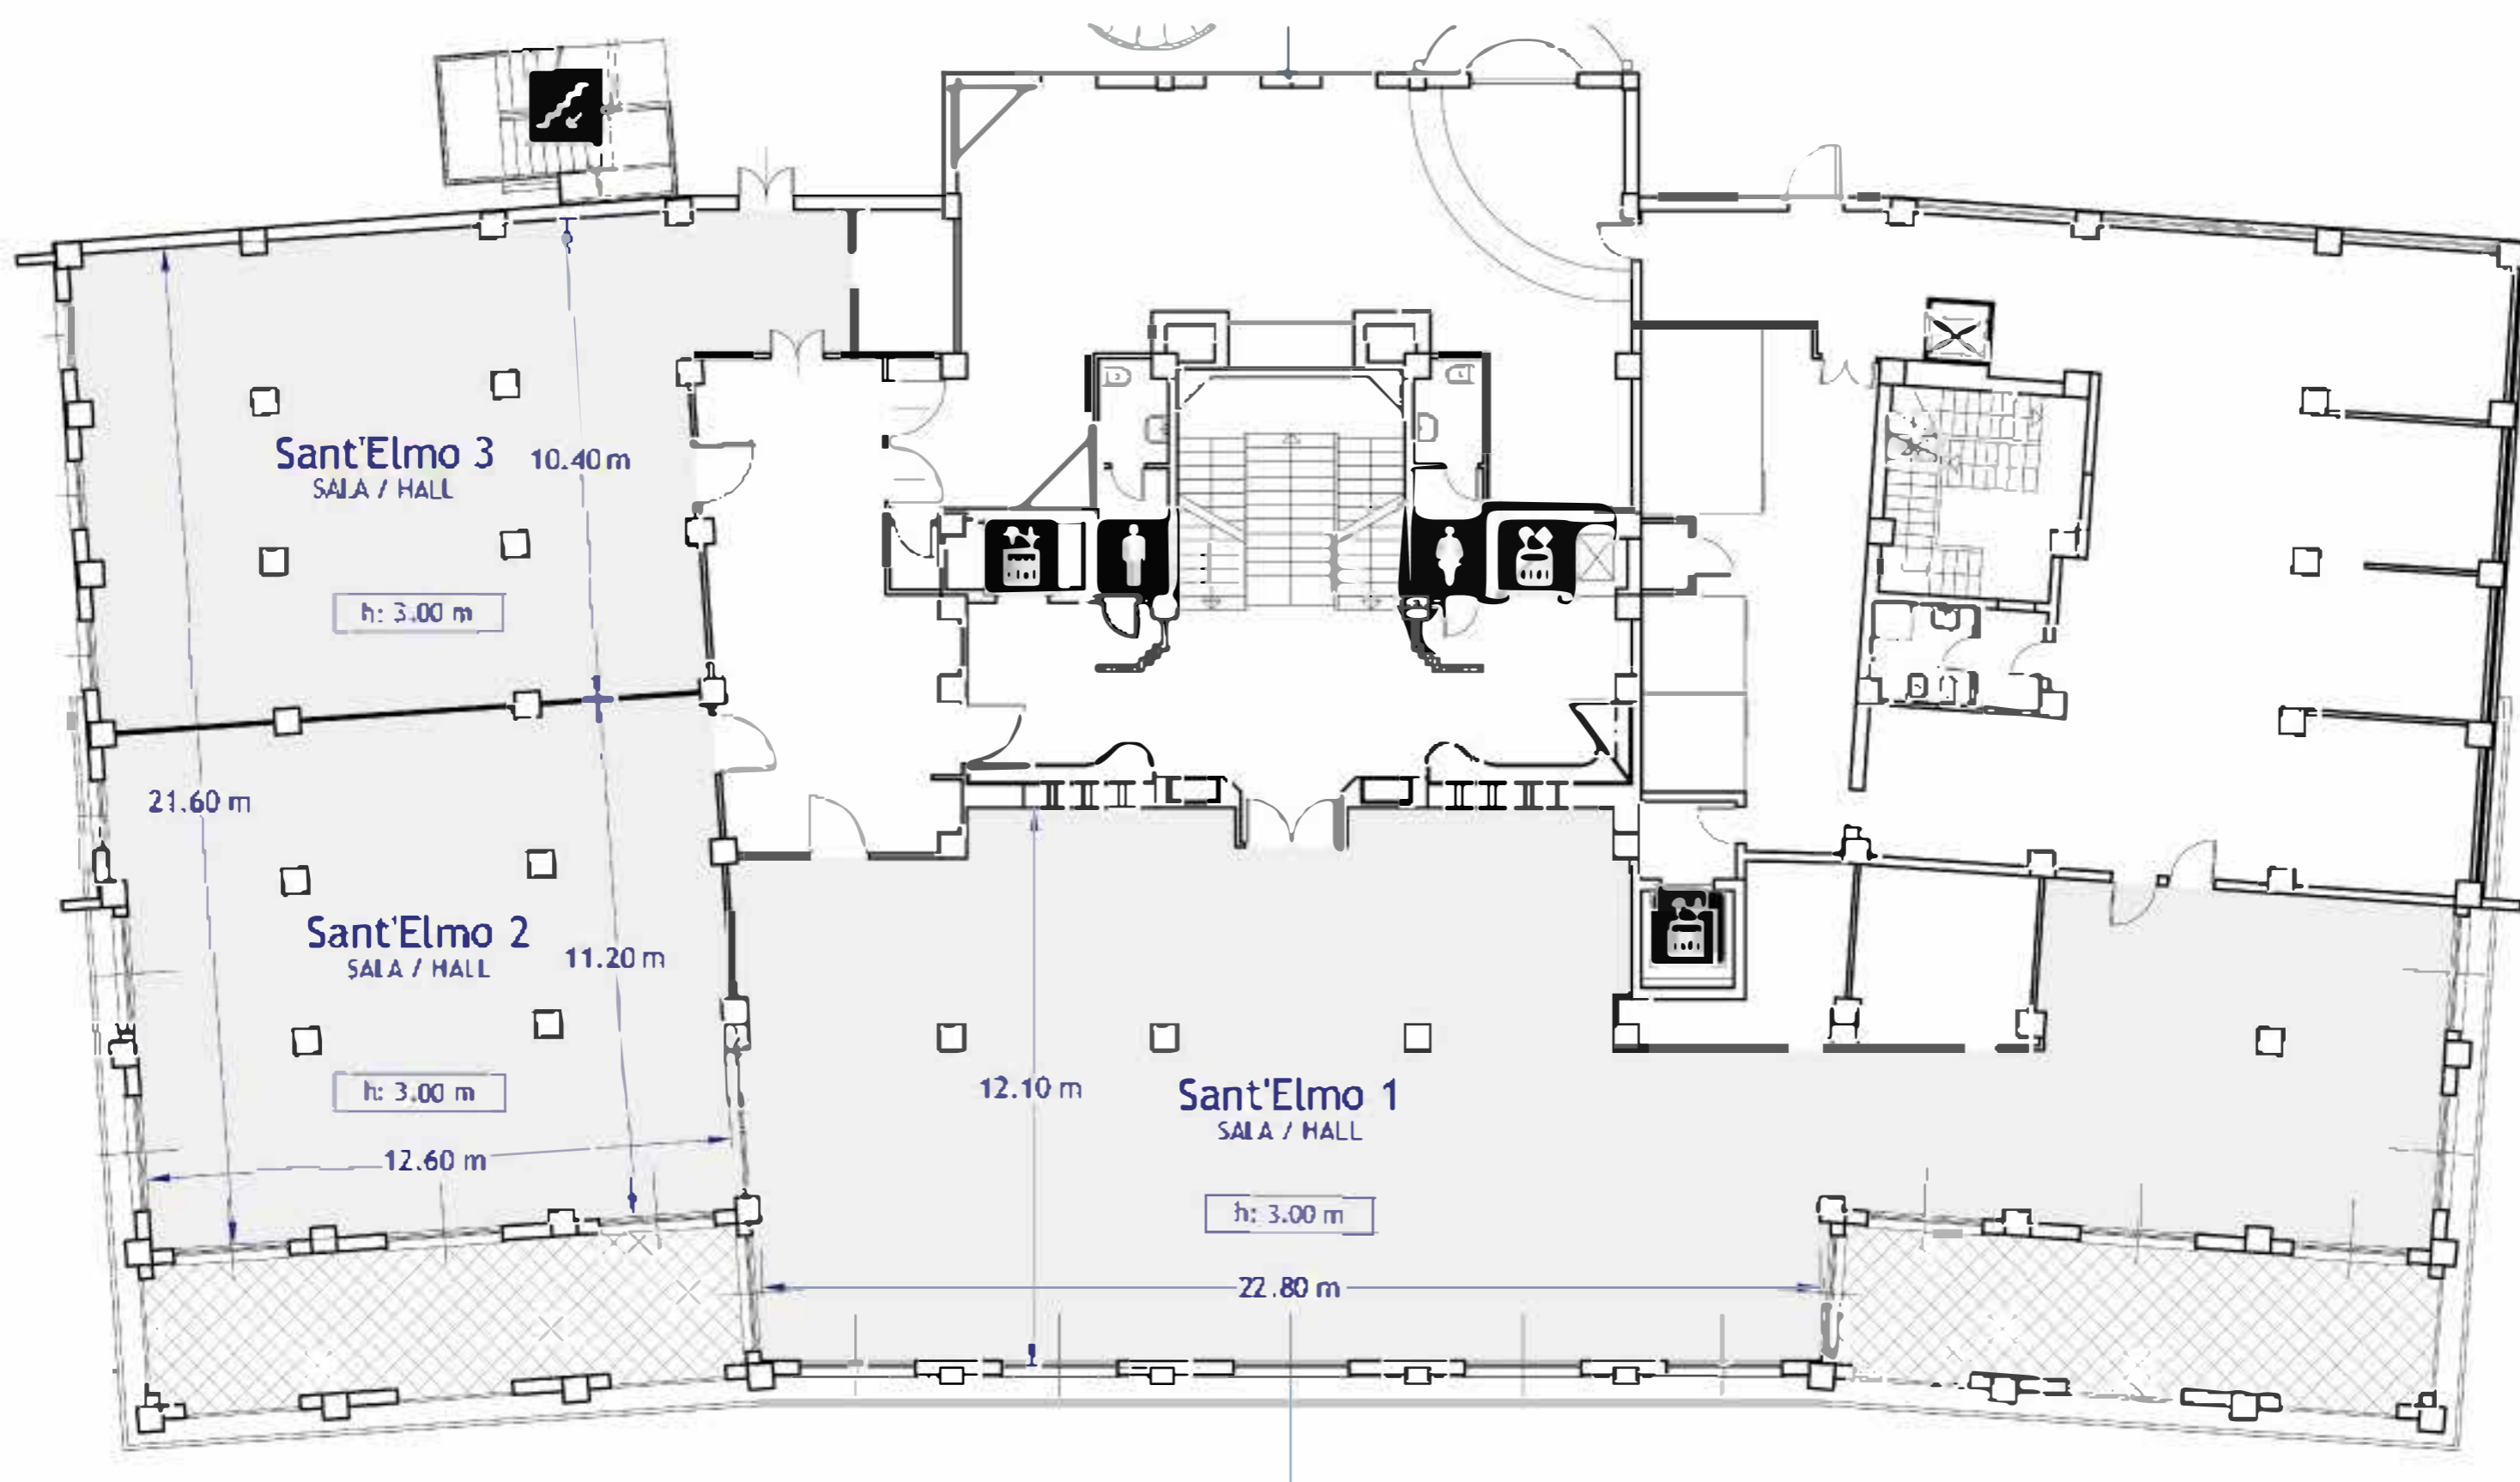 Sant'Elmo 3
SALA / HALL
10.40 m
h: 3.00 m
21.60 m
Sant'Elmo 2
SALA / HALL
11.20 m
h: 3.00 m
12.60 m
12.10 m
Sant'Elmo 1
SALA / HALL
h: 3.00 m
22.80 m